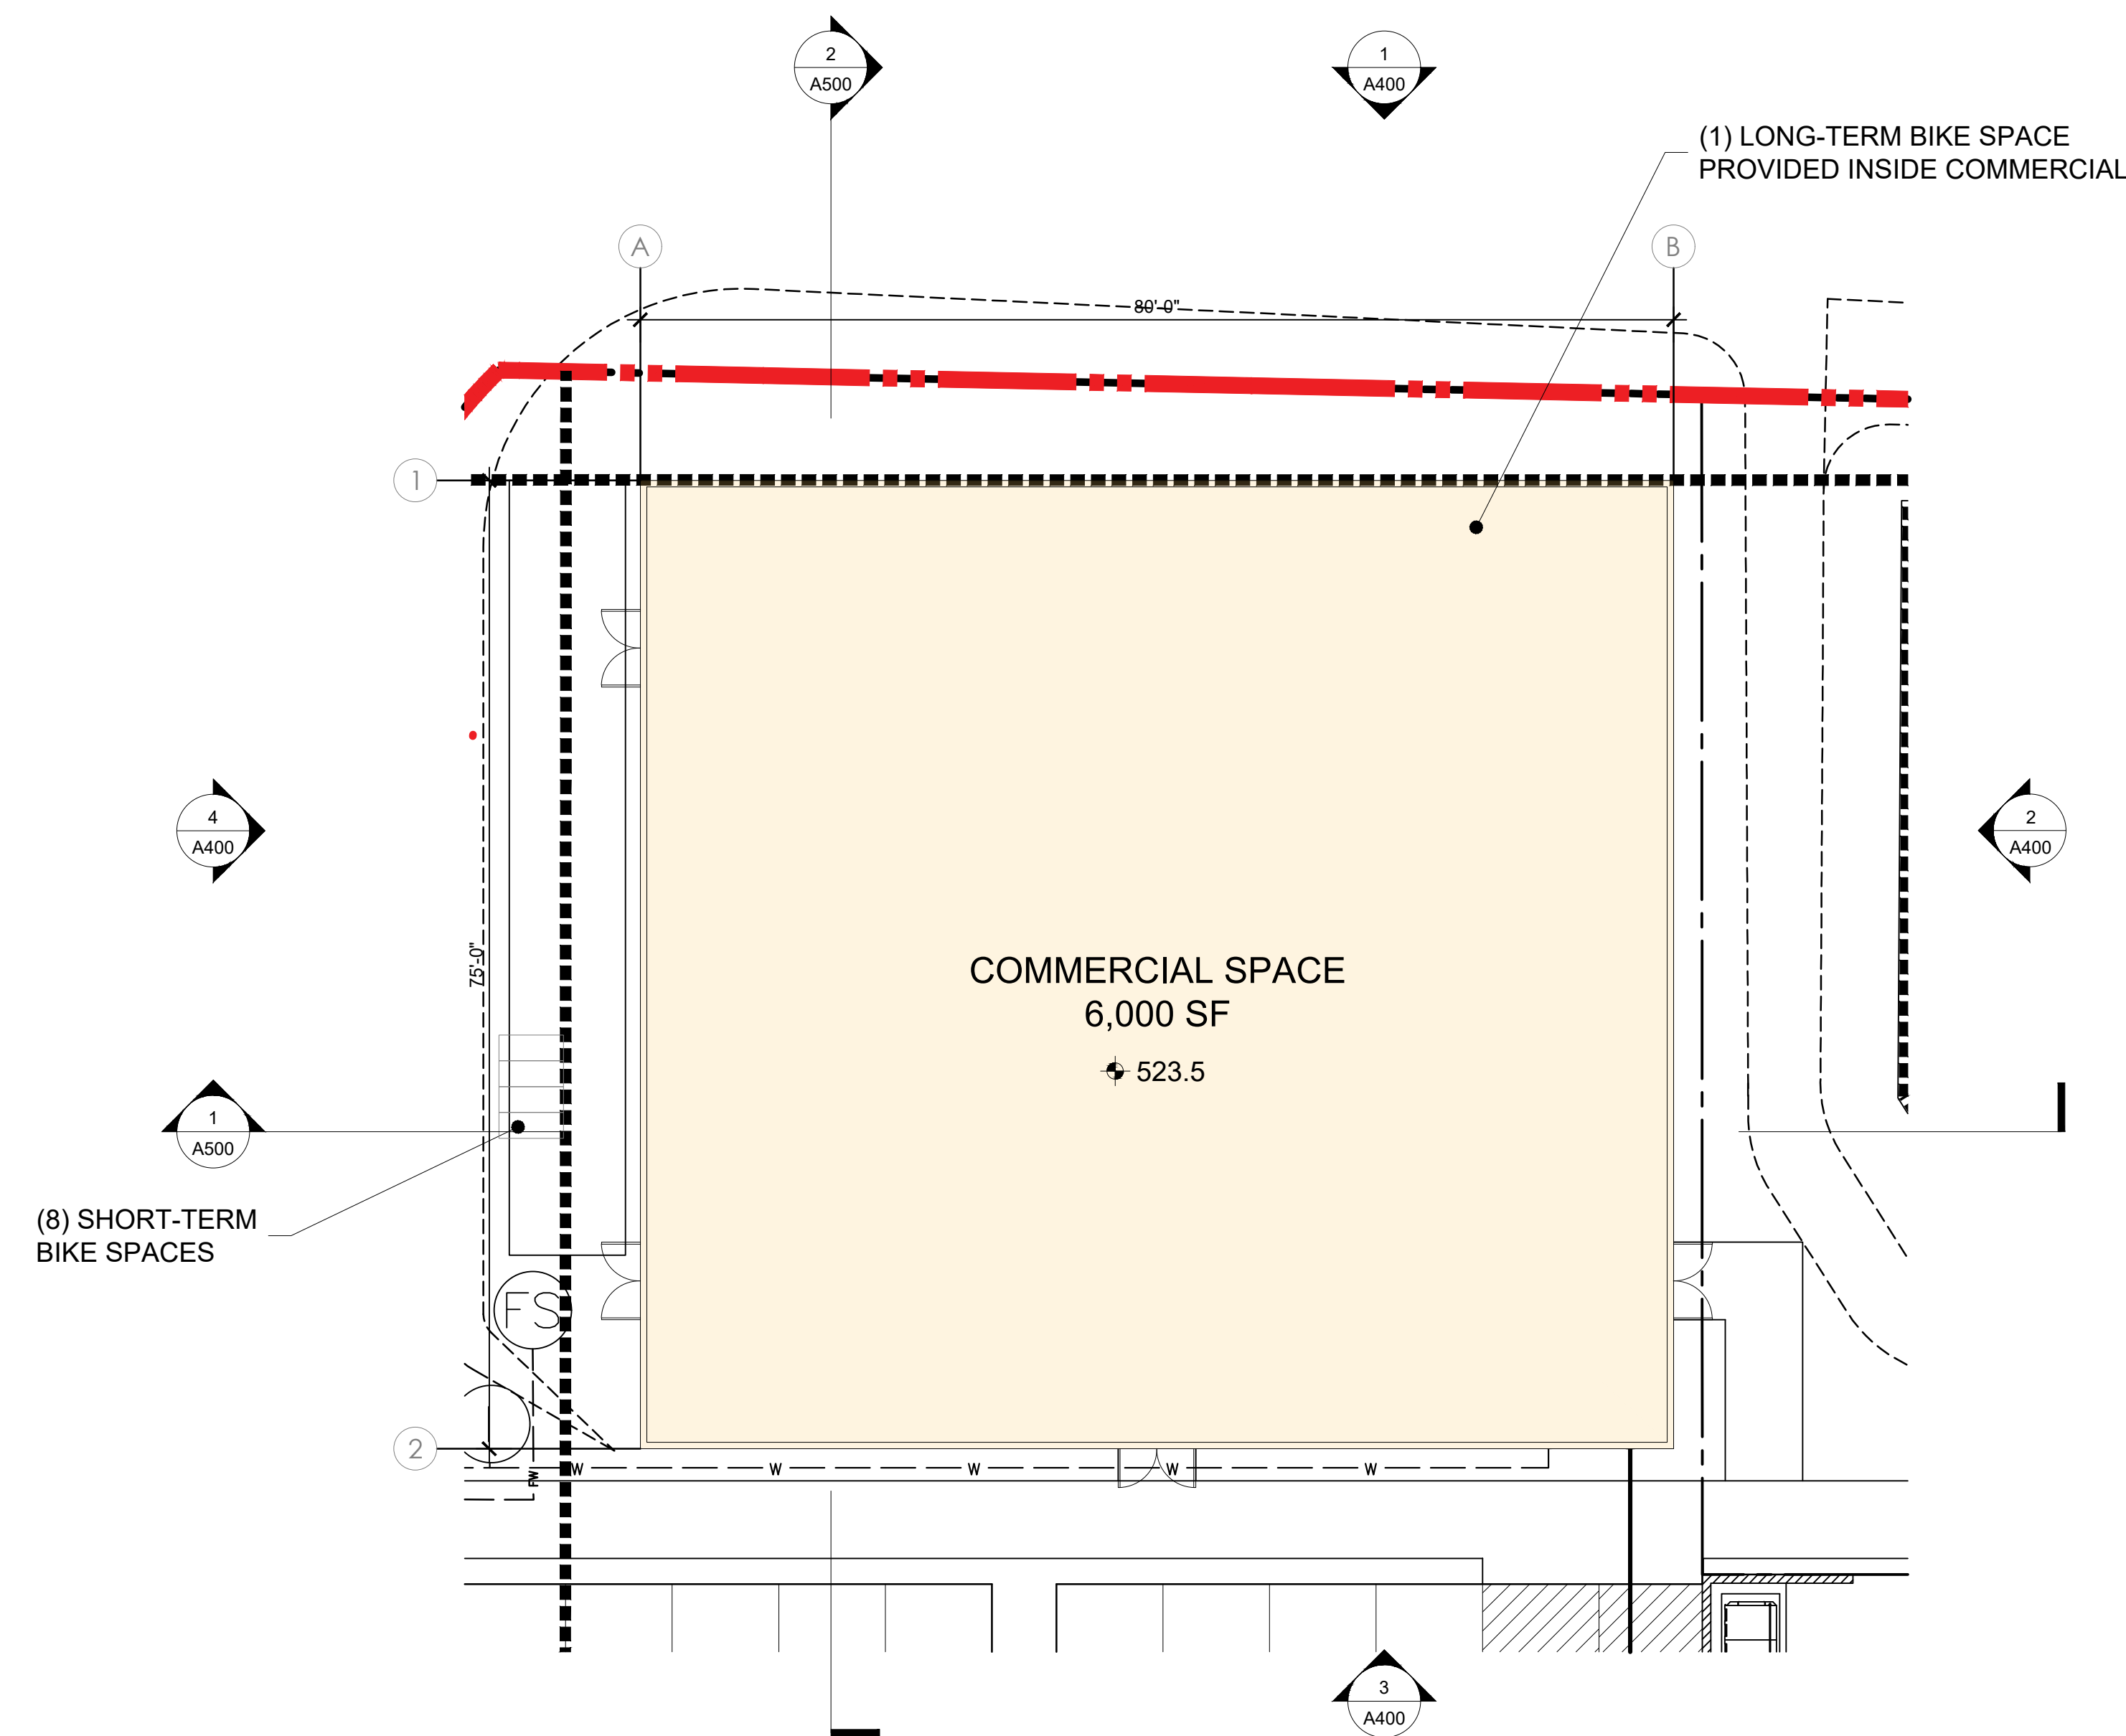 2
A500
1
A400
(1) LONG-TERM BIKE SPACE
PROVIDED INSIDE COMMERCIAL
A
B
80'-0"
1
4
A400
2
A400
75'-0"
COMMERCIAL SPACE
6,000 SF
523.5
1
A500
(8) SHORT-TERM
BIKE SPACES
FS
2
W
W
W
W
W
FW
3
A400